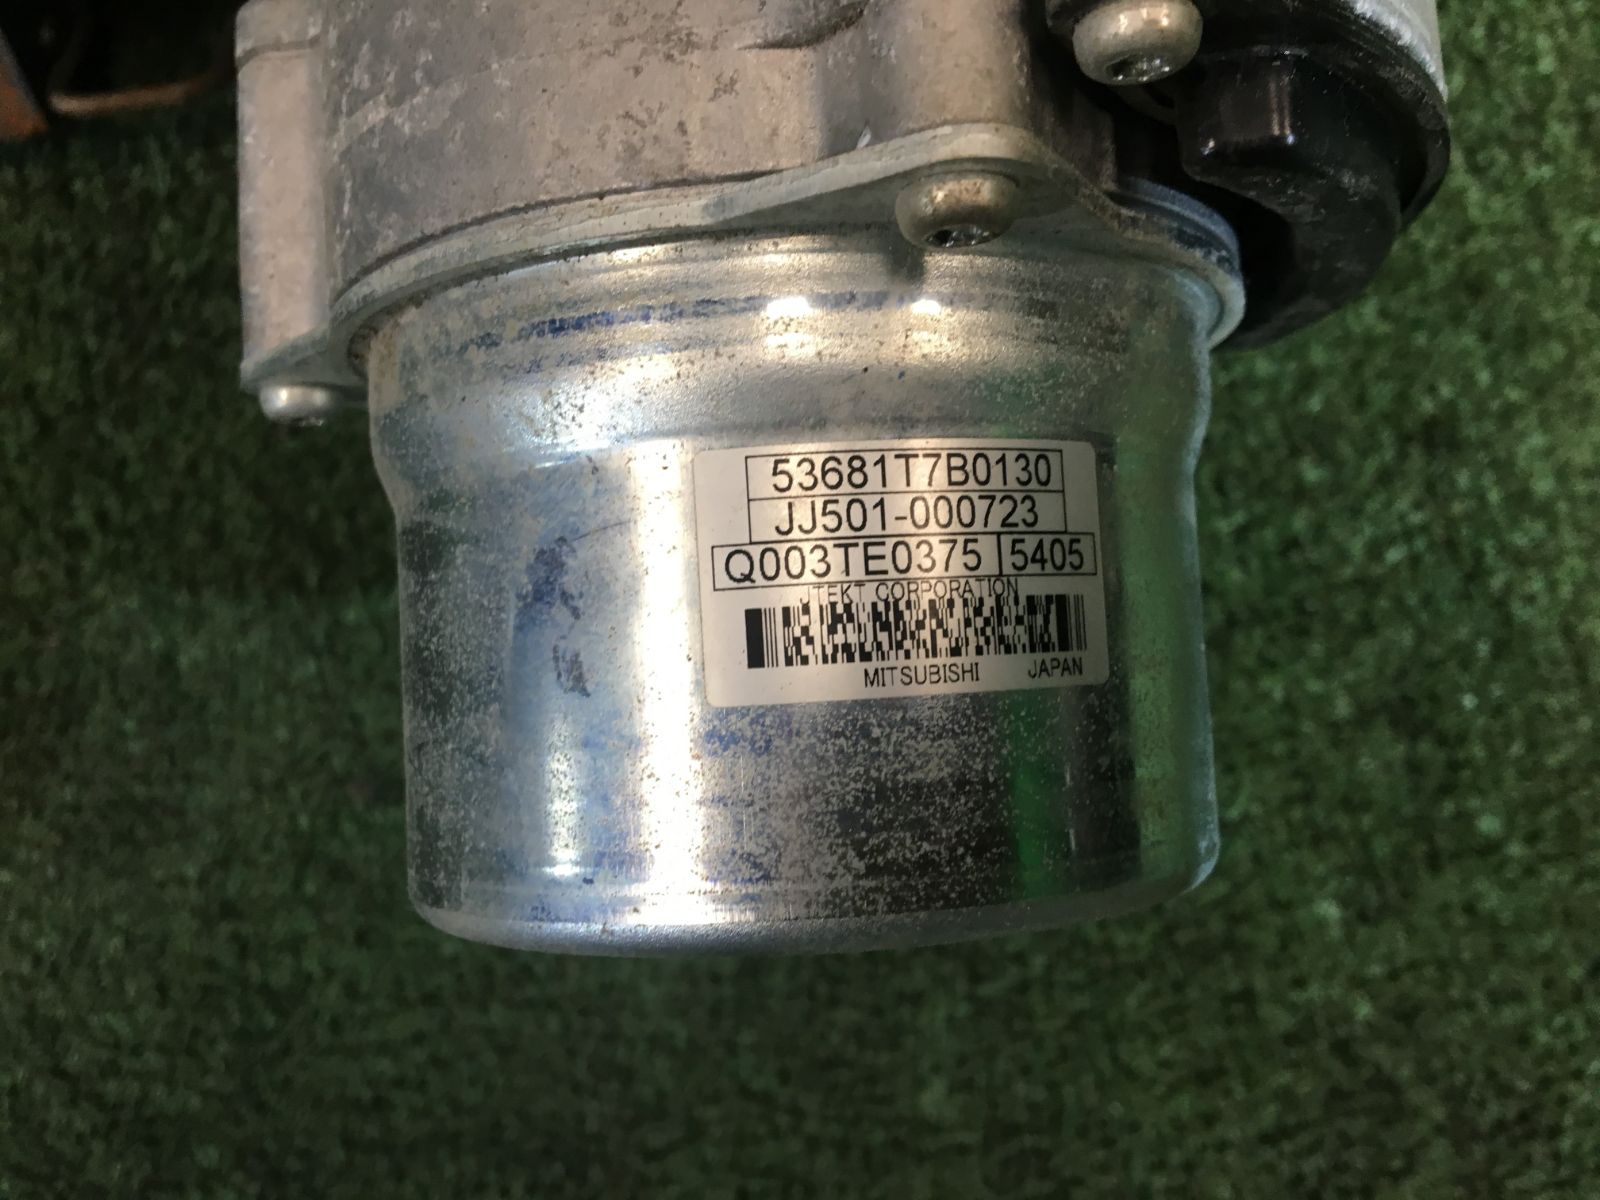 53681T7B0130
JJ501-000723
Q003TE0375 5405
JTEKT CORPORATION
MITSUBISHI JAPAN